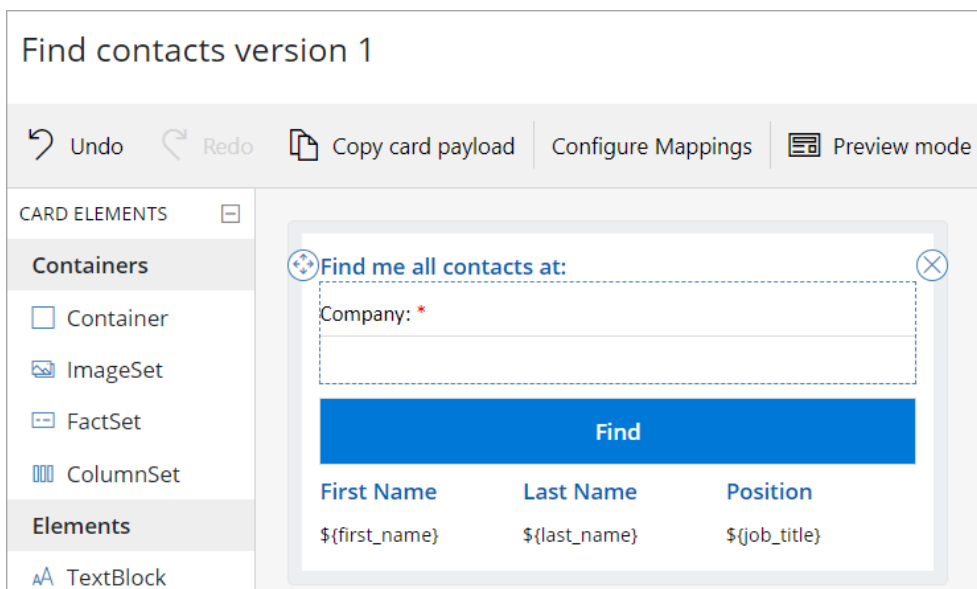 Find contacts version 1
Undo Redo Copy card payload Configure Mappings Preview mode
CARD ELEMENTS
Containers
Container
ImageSet
FactSet
ColumnSet
Elements
TextBlock
Find me all contacts at:
Company: *
Find
First Name Last Name Position
${first_name} ${last_name} ${job_title}